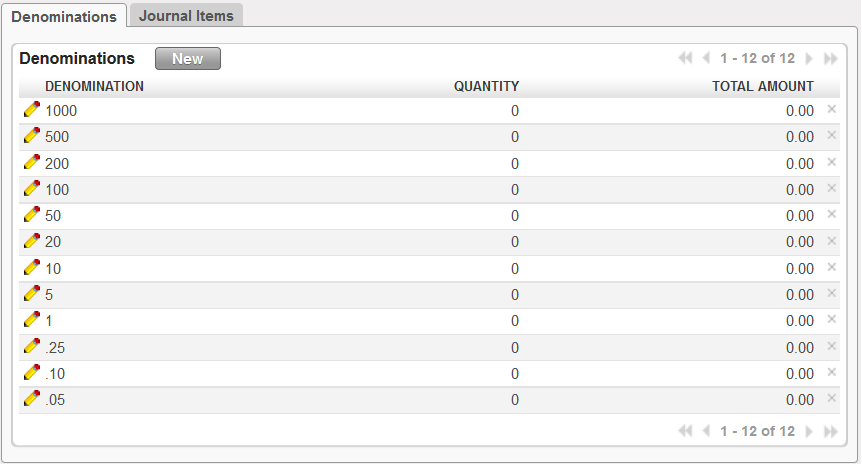 Denominations Journal Items
Denominations New 1 - 12 of 12
DENOMINATION QUANTITY TOTAL AMOUNT
1000 0 0.00
500 0 0.00
200 0 0.00
100 0 0.00
50 0 0.00
20 0 0.00
10 0 0.00
5 0 0.00
1 0 0.00
.25 0 0.00
.10 0 0.00
.05 0 0.00
1 - 12 of 12